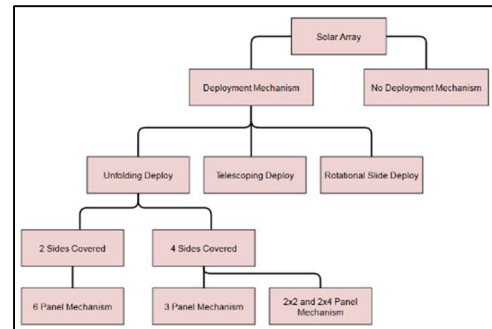 Solar Array
Deployment Mechanism
No Deployment Mechanism
Unfolding Deploy
Telescoping Deploy
Rotational Slide Deploy
2 Sides Covered
4 Sides Covered
6 Panel Mechanism
3 Panel Mechanism
2x2 and 2x4 Panel
Mechanism